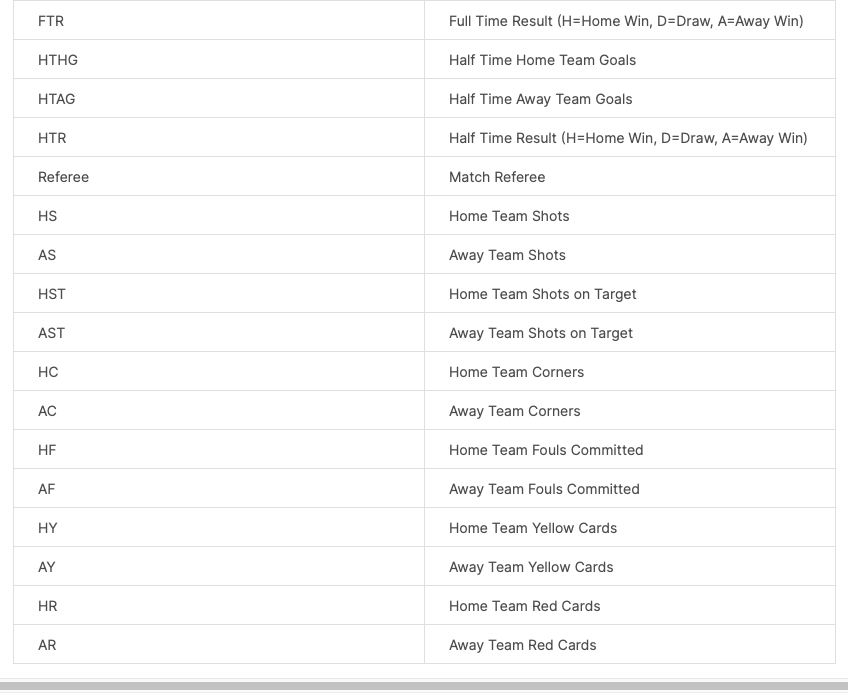 FTR Full Time Result (H=Home Win, D=Draw, A=Away Win)
HTHG Half Time Home Team Goals
HTAG Half Time Away Team Goals
HTR Half Time Result (H=Home Win, D=Draw, A=Away Win)
Referee Match Referee
HS Home Team Shots
AS Away Team Shots
HST Home Team Shots on Target
AST Away Team Shots on Target
HC Home Team Corners
AC Away Team Corners
HF Home Team Fouls Committed
AF Away Team Fouls Committed
HY Home Team Yellow Cards
AY Away Team Yellow Cards
HR Home Team Red Cards
AR Away Team Red Cards